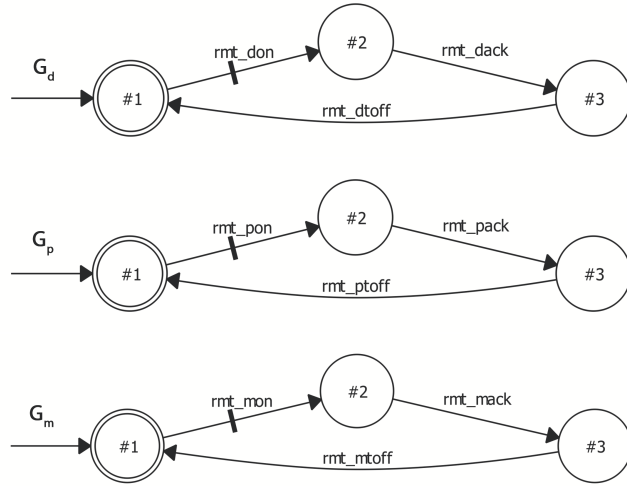 rmt_don
#2
rmt_dack
G_d
#1
#3
rmt_dtoff
rmt_pon
#2
rmt_pack
G_p
#1
#3
rmt_ptoff
rmt_mon
#2
rmt_mack
G_m
#1
#3
rmt_mtoff